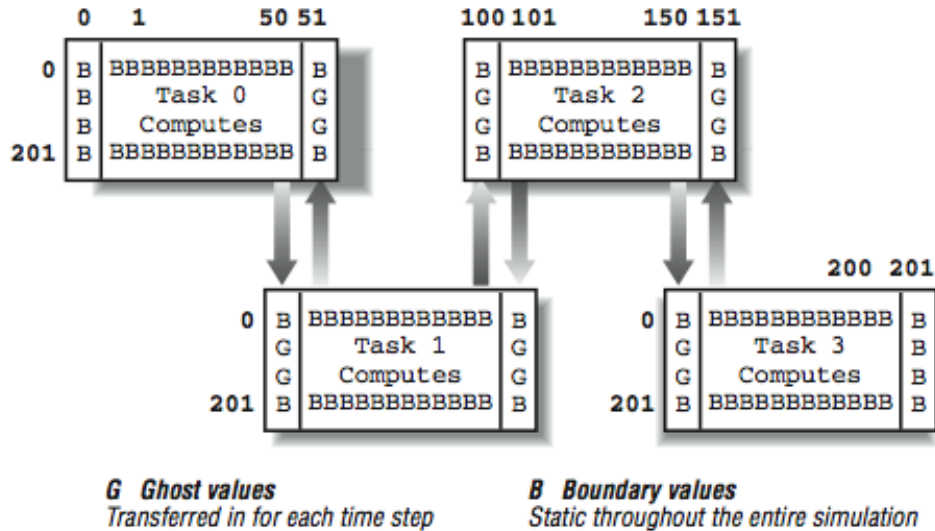 0 1 50 51 100 101 150 151
0 B BBBBBBBBBBBB B B BBBBBBBBBBBB B
B Task 0 G G Task 2 G
B Computes G G Computes G
201 B BBBBBBBBBBBB B B BBBBBBBBBBBB B
200 201
0 B BBBBBBBBBBBB B 0 B BBBBBBBBBBBB B
G Task 1 G G Task 3 B
G Computes G G Computes B
201 B BBBBBBBBBBBB B 201 B BBBBBBBBBBBB B
G Ghost values B Boundary values
Transferred in for each time step Static throughout the entire simulation